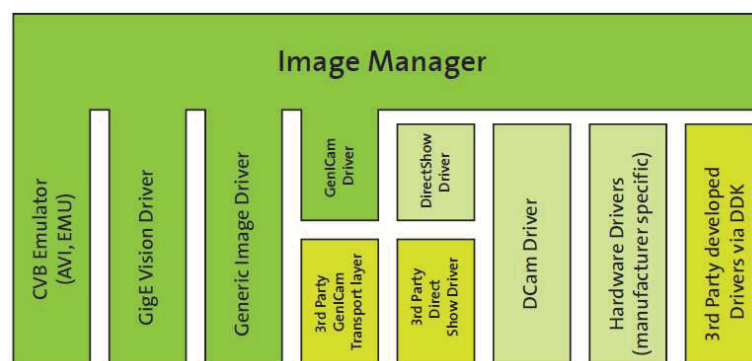 Image Manager
CVB Emulator
(AVI, EMU)
GigE Vision Driver
Generic Image Driver
GenICam
Driver
3rd Party
GenICam
Transport layer
DirectShow
Driver
3rd Party
Direct
Show Driver
DCam Driver
Hardware Drivers
(manufacturer specific)
3rd Party developed
Drivers via DDK